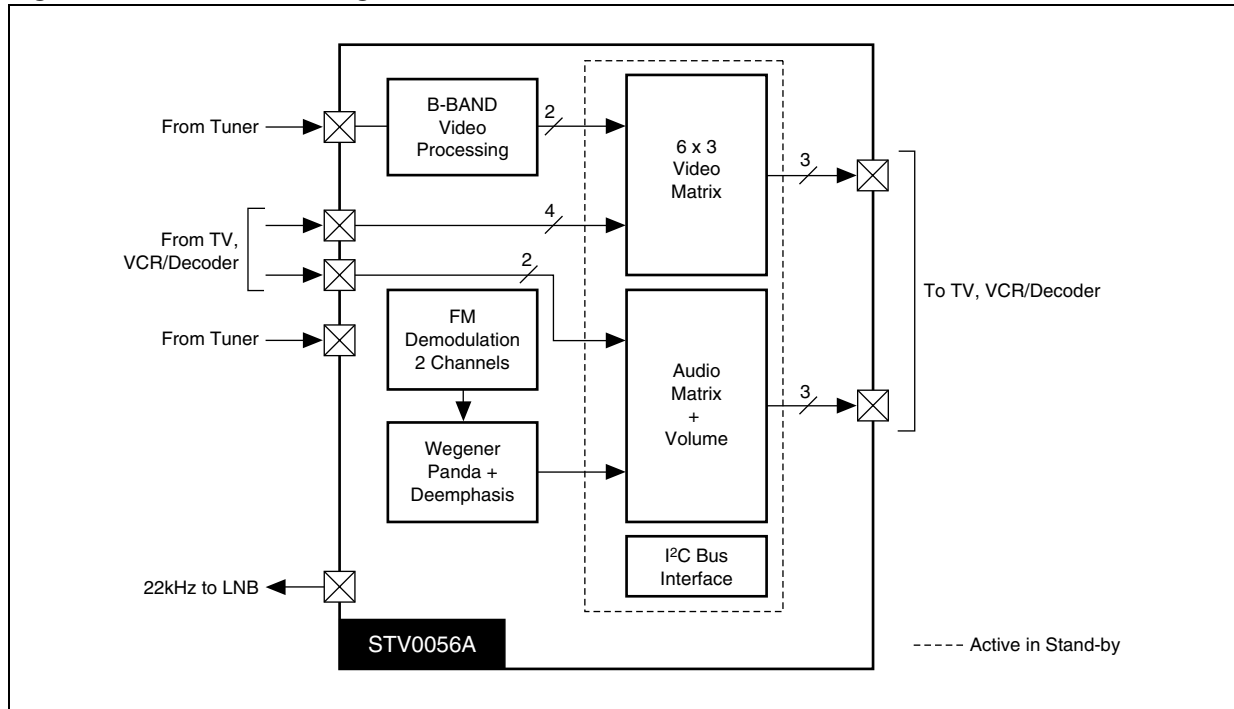 From Tuner
B-BAND
Video
Processing
2
6 x 3
Video
Matrix
3
From TV,
VCR/Decoder
4
2
To TV, VCR/Decoder
From Tuner
FM
Demodulation
2 Channels
Audio
Matrix
+
Volume
3
Wegener
Panda +
Deemphasis
I²C Bus
Interface
22kHz to LNB
STV0056A
Active in Stand-by